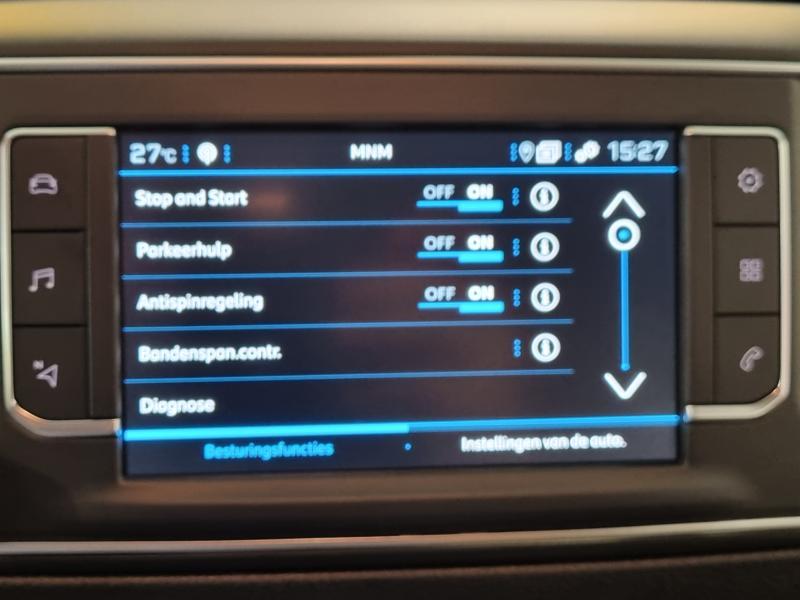 27°C MNM 15:27
Stop and Start OFF ON
Parkeerhulp OFF ON
Antispinregeling OFF ON
Bandenspan.contr.
Diagnose
Besturingsfuncties Instellingen van de auto.
N